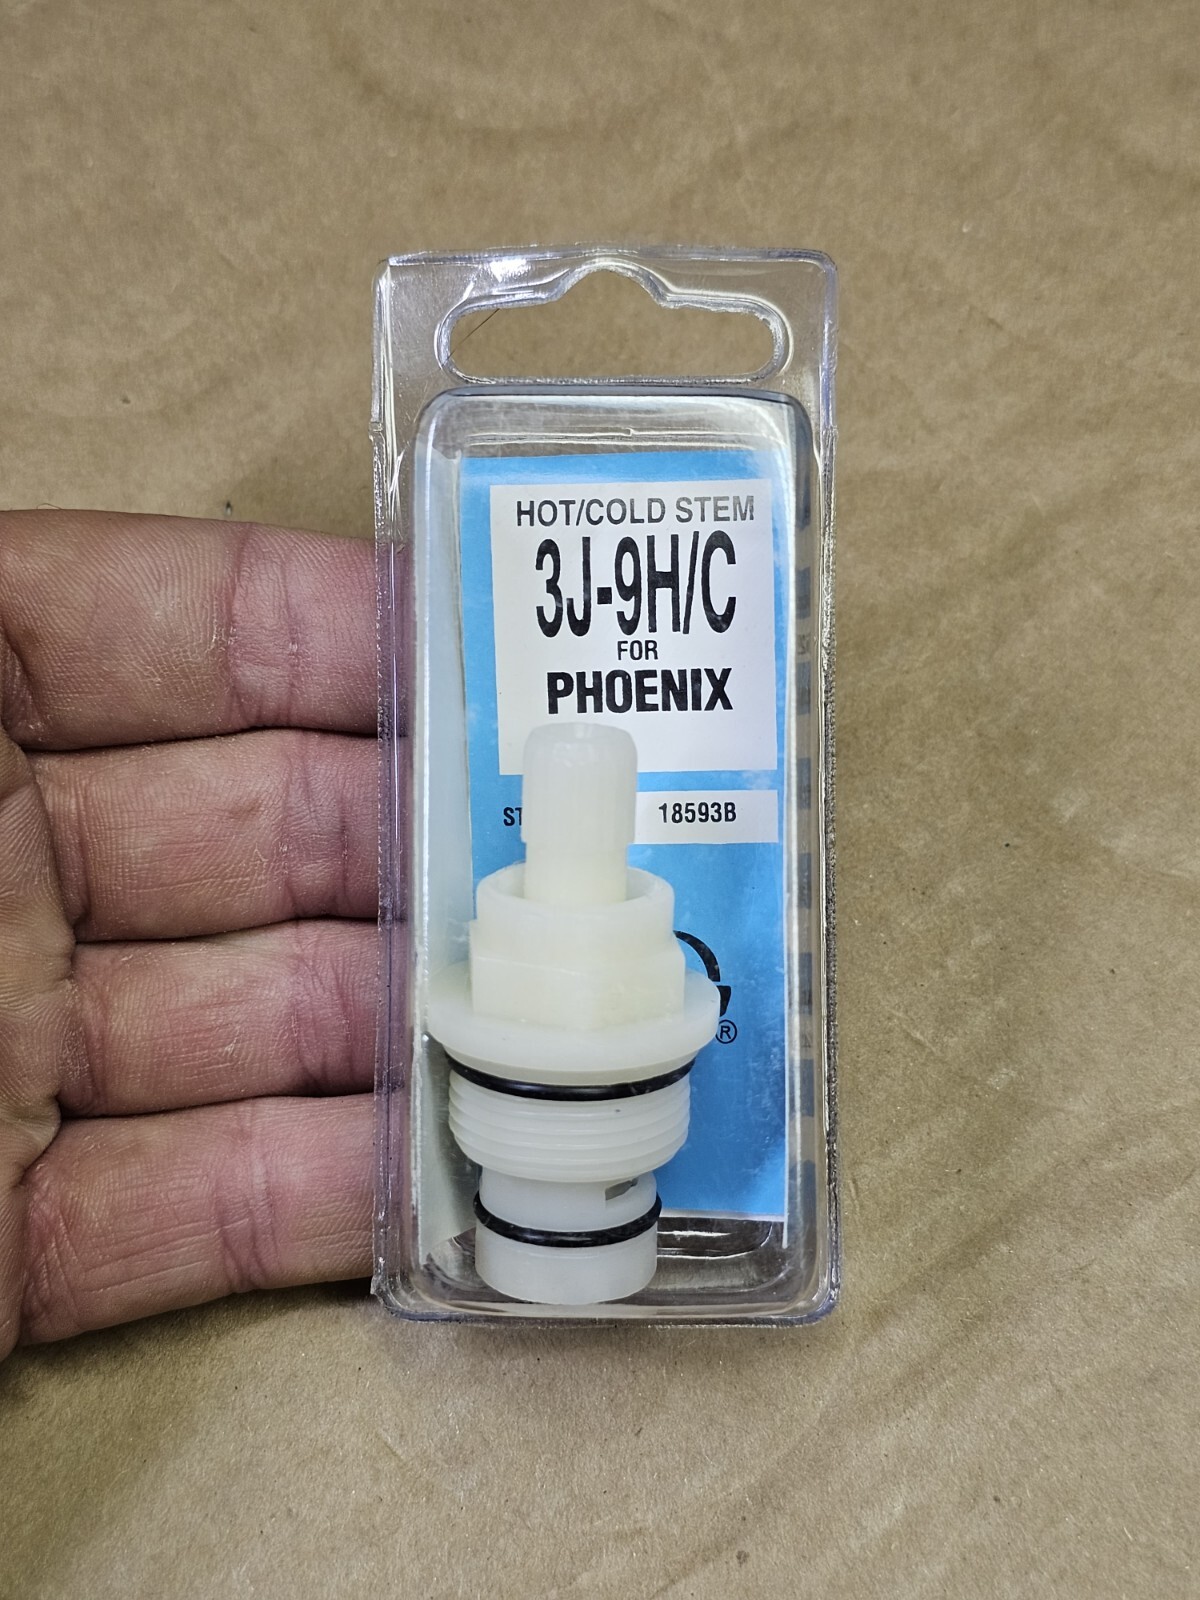 HOT/COLD STEM
3J-9H/C
FOR
PHOENIX
18593B
®